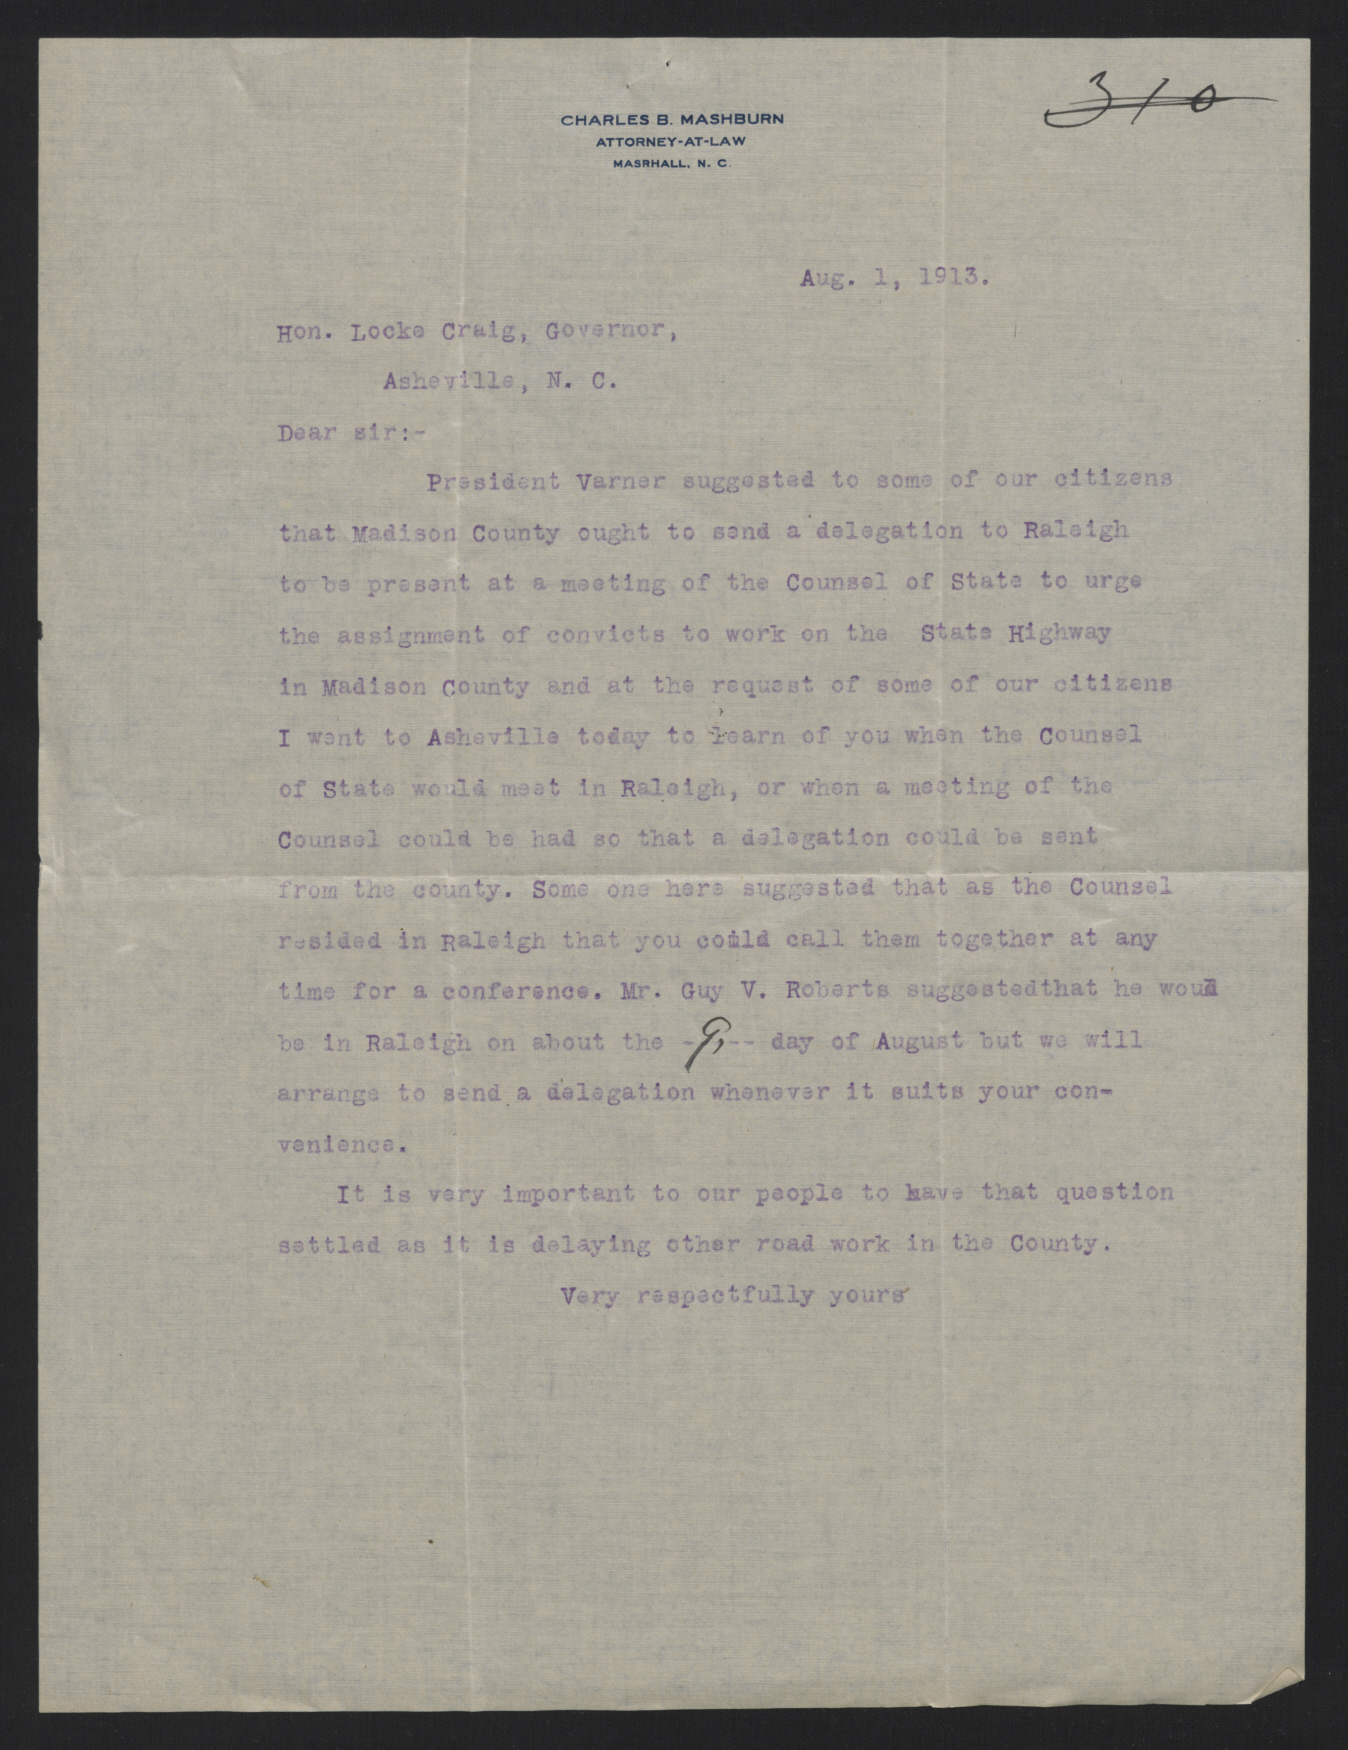 310
CHARLES B. MASHBURN
ATTORNEY-AT-LAW
MASRHALL, N. C.
Aug. 1, 1913.
Hon. Locke Craig, Governor,
Asheville, N. C.
Dear sir:-
President Varner suggested to some of our citizens
that Madison County ought to send a delegation to Raleigh
to be present at a meeting of the Counsel of State to urge
the assignment of convicts to work on the State Highway
in Madison County and at the request of some of our citizens
I went to Asheville today to learn of you when the Counsel
of State would meet in Raleigh, or when a meeting of the
Counsel could be had so that a delegation could be sent
from the county. Some one here suggested that as the Counsel
resided in Raleigh that you could call them together at any
time for a conference. Mr. Guy V. Roberts suggestedthat he would
be in Raleigh on about the -9,-- day of August but we will
arrange to send a delegation whenever it suits your con-
venience.
It is very important to our people to have that question
settled as it is delaying other road work in the County.
Very respectfully yours